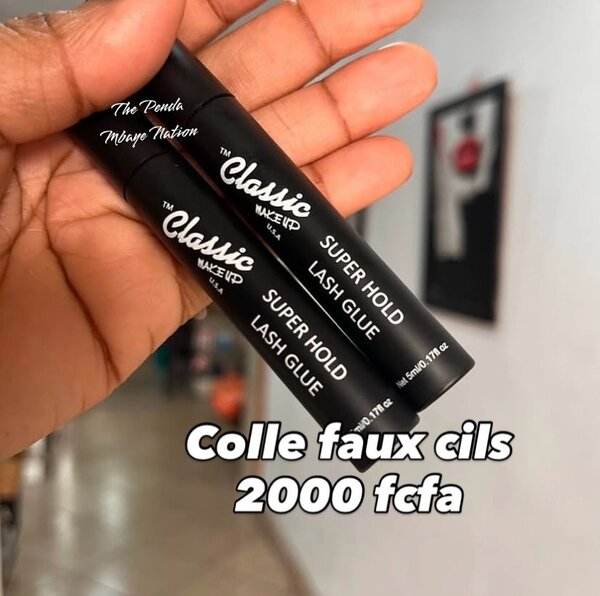 The Penda
Mbaye Nation
TM
Classic
MAKE UP
U.S.A
SUPER HOLD
LASH GLUE
Net 5ml/0.17fl oz
TM
Classic
MAKE UP
U.S.A
SUPER HOLD
LASH GLUE
ml/0.17fl oz
Colle faux cils
2000 fcfa